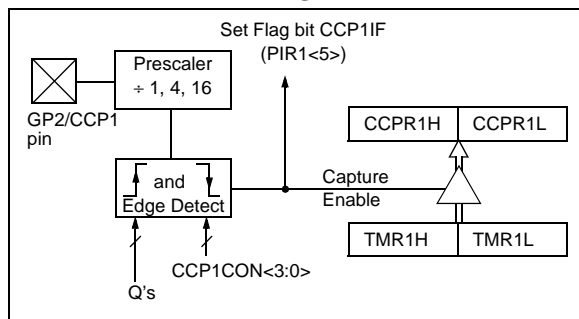 Set Flag bit CCP1IF
(PIR1<5>)
Prescaler
÷ 1, 4, 16
GP2/CCP1
pin
CCPR1H
CCPR1L
and
Edge Detect
Capture
Enable
TMR1H
TMR1L
CCP1CON<3:0>
Q's